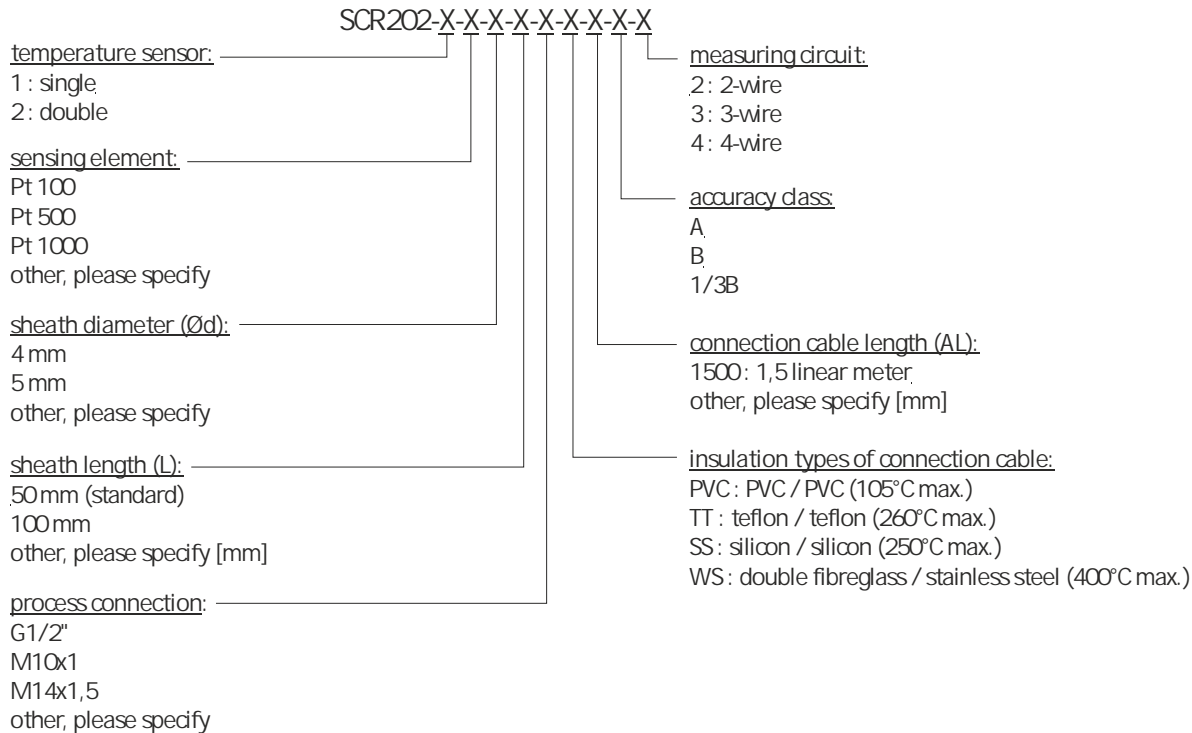 SCR202-X-X-X-X-X-X-X-X-X
temperature sensor:
1 : single
2 : double
sensing element:
Pt 100
Pt 500
Pt 1000
other, please specify
sheath diameter (Ød):
4 mm
5 mm
other, please specify
sheath length (L):
50 mm (standard)
100 mm
other, please specify [mm]
process connection:
G1/2"
M10x1
M14x1,5
other, please specify
measuring circuit:
2 : 2-wire
3 : 3-wire
4 : 4-wire
accuracy class:
A
B
1/3B
connection cable length (AL):
1500 : 1,5 linear meter
other, please specify [mm]
insulation types of connection cable:
PVC : PVC / PVC (105°C max.)
TT : teflon / teflon (260°C max.)
SS : silicon / silicon (250°C max.)
WS : double fibreglass / stainless steel (400°C max.)